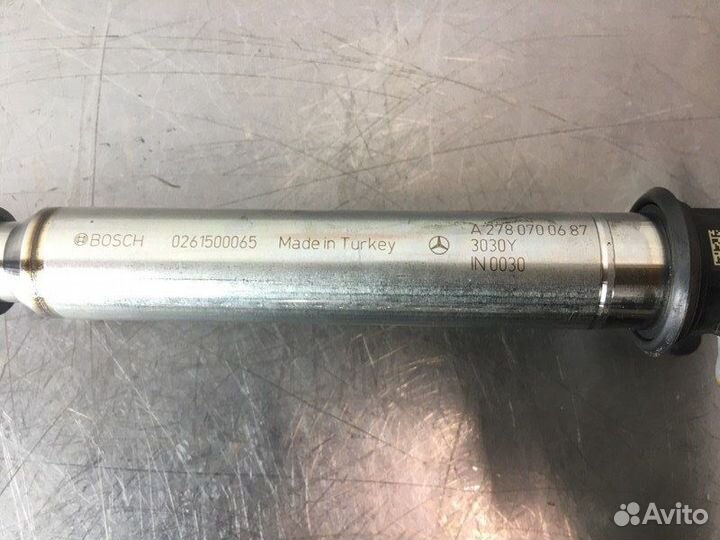 BOSCH 0261500065 Made in Turkey A 278 070 06 87
3030Y
IN 0030
Avito